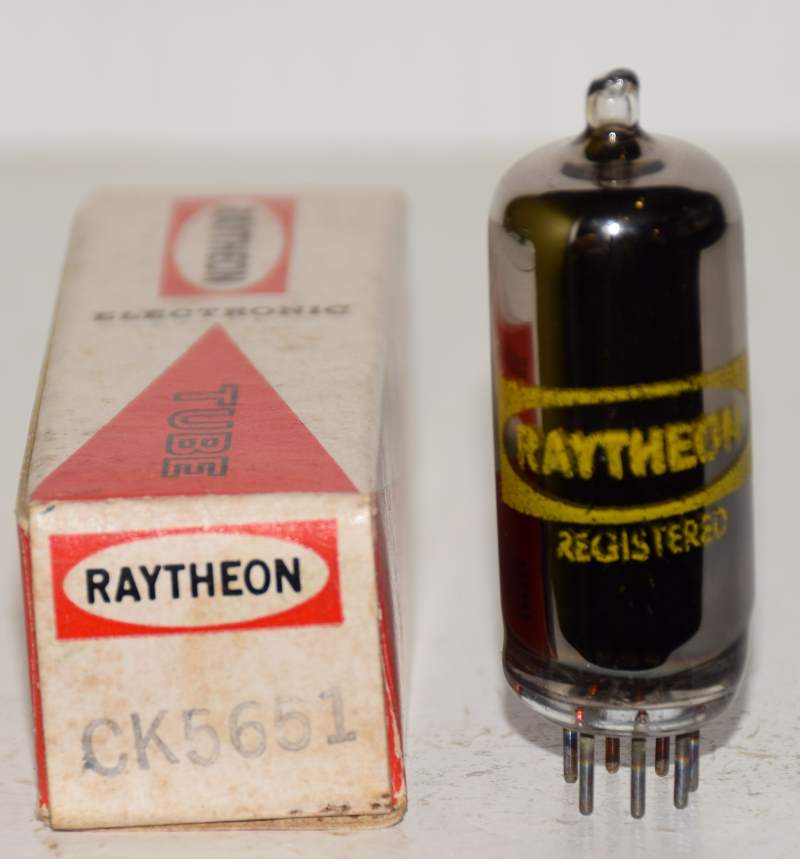 RAYTHEON
ELECTRONIC
TUBE
RAYTHEON
CK5651
RAYTHEON
REGISTERED